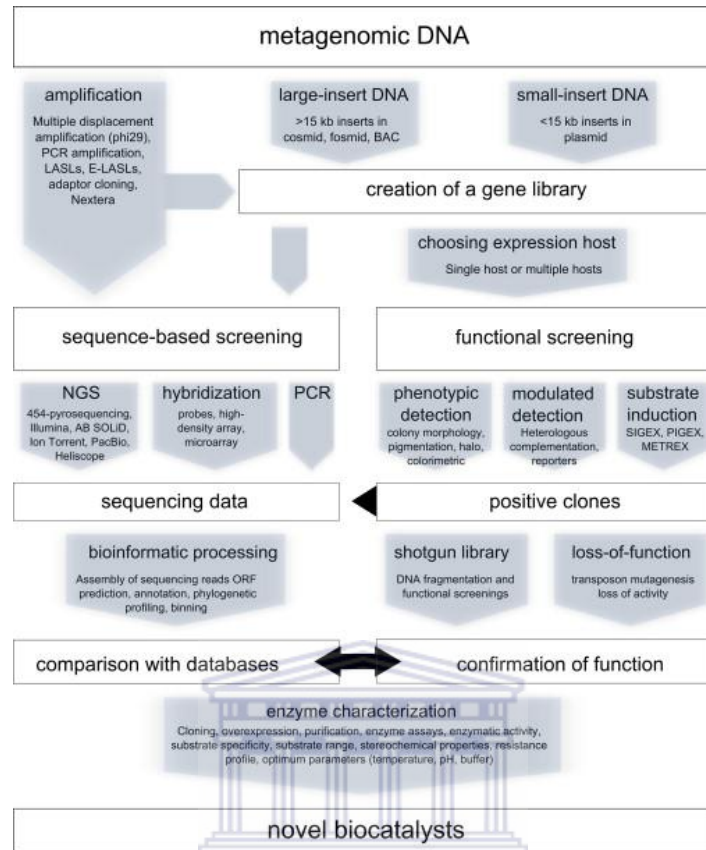 metagenomic DNA
amplification
Multiple displacement
amplification (phi29),
PCR amplification,
LASLs, E-LASLs,
adaptor cloning,
Nextera
large-insert DNA
>15 kb inserts in
cosmid, fosmid, BAC
small-insert DNA
<15 kb inserts in
plasmid
creation of a gene library
choosing expression host
Single host or multiple hosts
sequence-based screening
functional screening
NGS
454-pyrosequencing,
Illumina, AB SOLiD,
Ion Torrent, PacBio,
Heliscope
hybridization
probes, high-
density array,
microarray
PCR
phenotypic
detection
colony morphology,
pigmentation, halo,
colorimetric
modulated
detection
Heterologous
complementation,
reporters
substrate
induction
SIGEX, PIGEX,
METREX
sequencing data
positive clones
bioinformatic processing
Assembly of sequencing reads ORF
prediction, annotation, phylogenetic
profiling, binning
shotgun library
DNA fragmentation and
functional screenings
loss-of-function
transposon mutagenesis
loss of activity
comparison with databases
confirmation of function
enzyme characterization
Cloning, overexpression, purification, enzyme assays, enzymatic activity,
substrate specificity, substrate range, stereochemical properties, resistance
profile, optimum parameters (temperature, pH, buffer)
novel biocatalysts